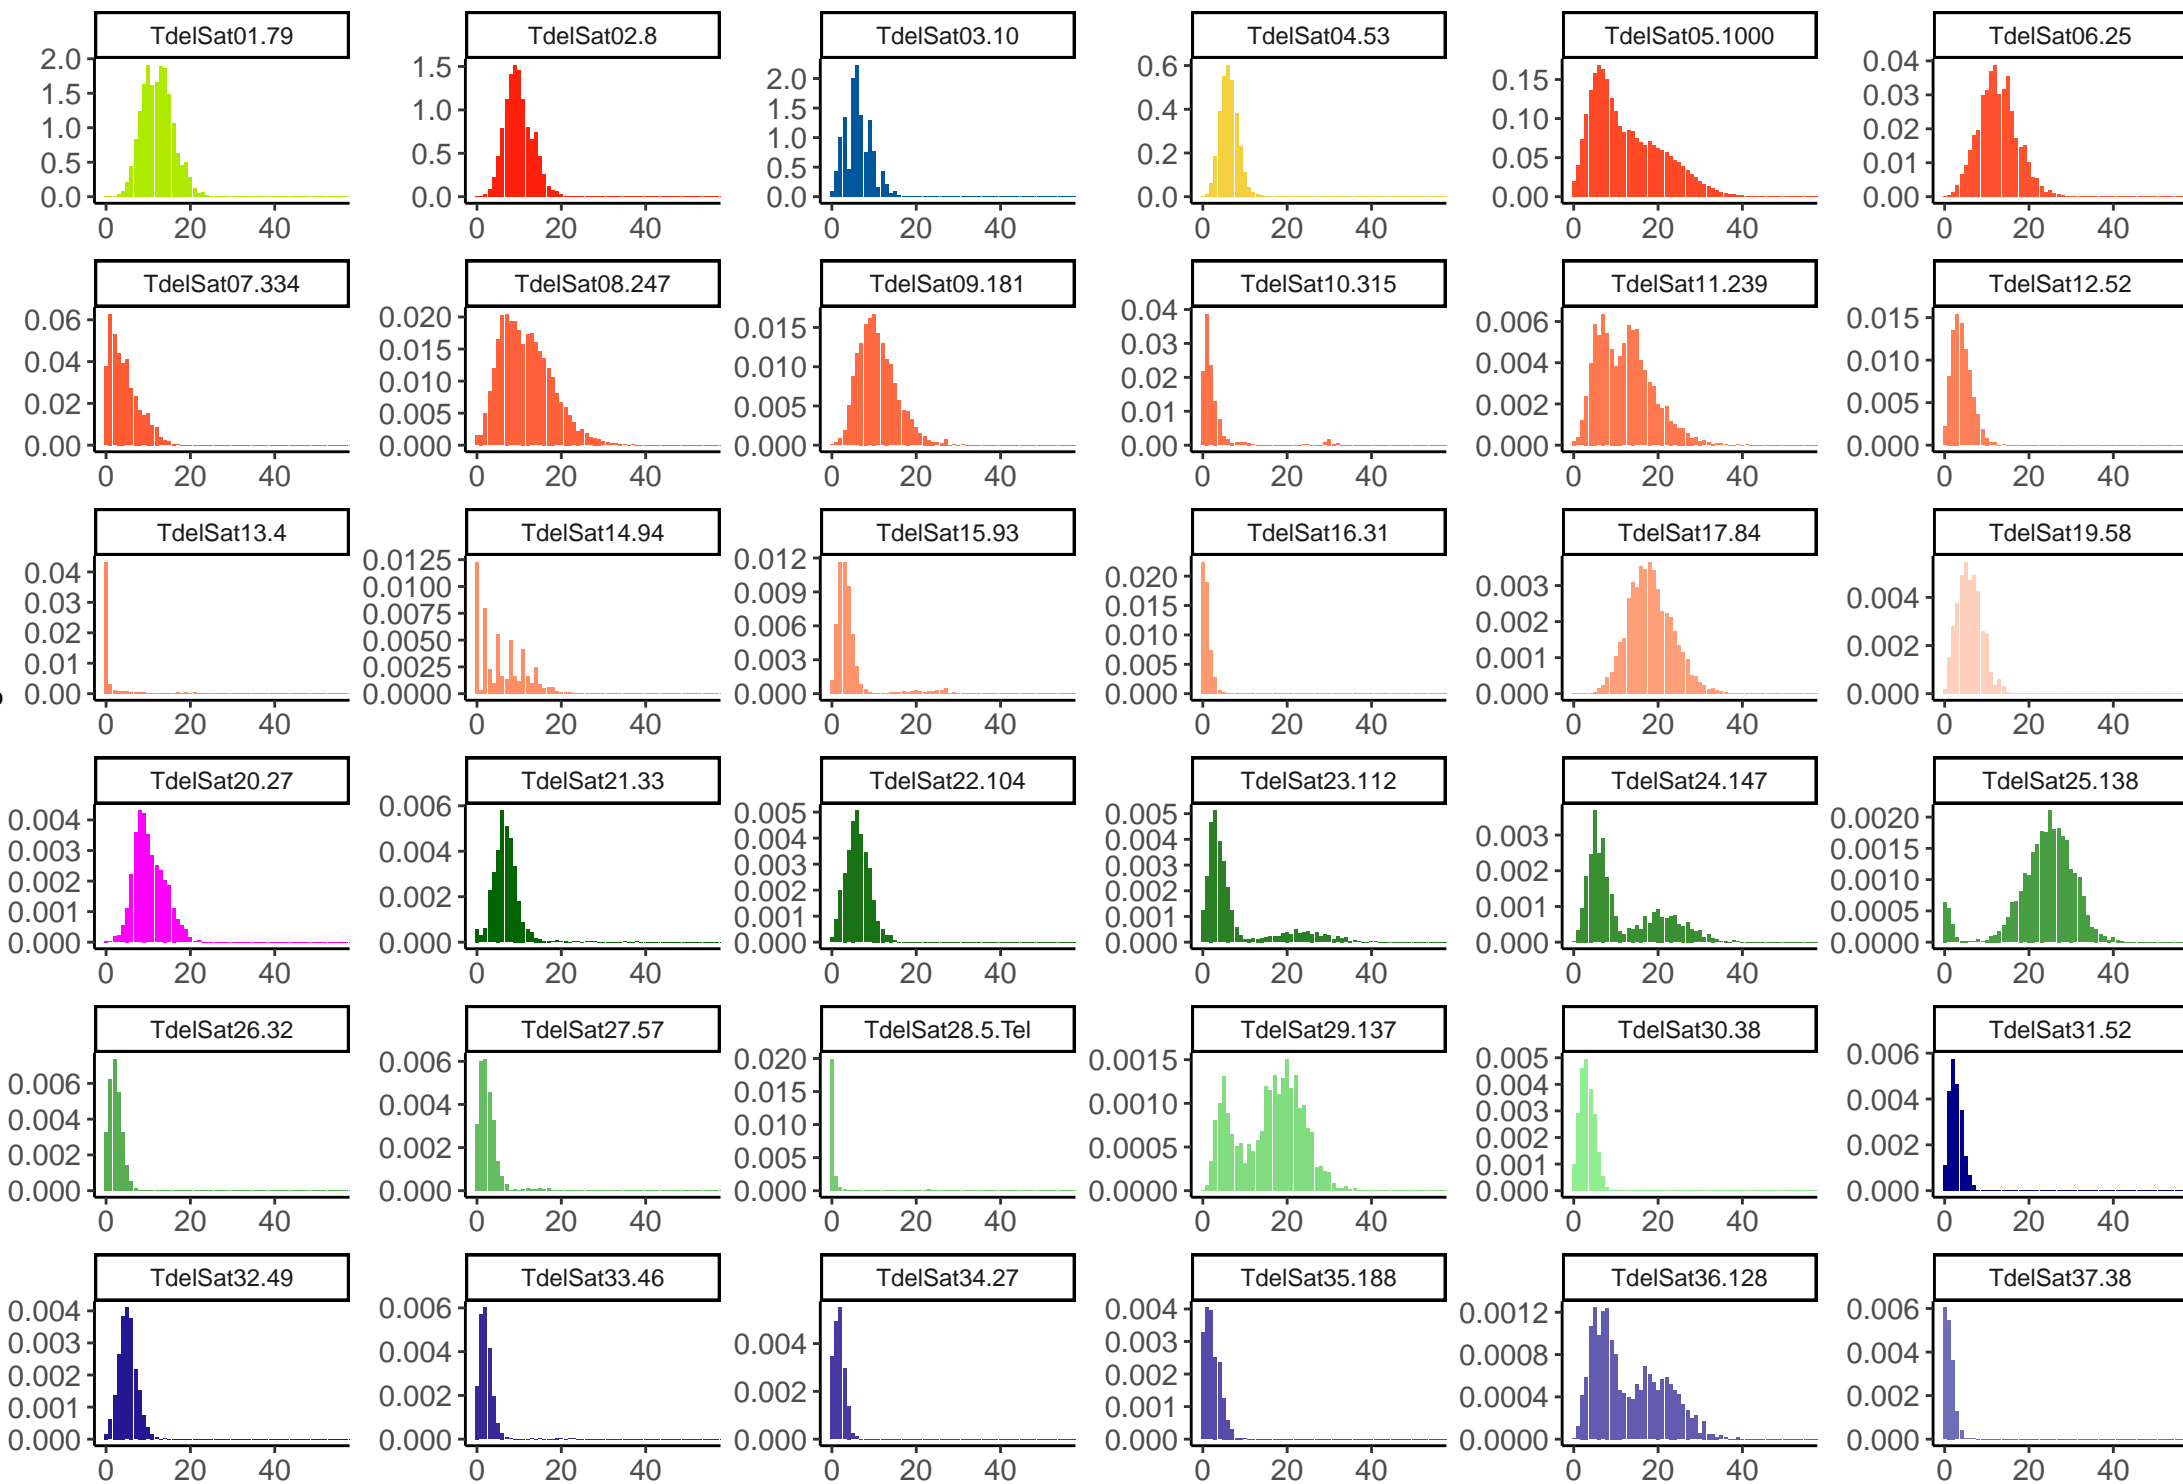 TdelSat01.79 TdelSat02.8 TdelSat03.10 TdelSat04.53 TdelSat05.1000 TdelSat06.25
2.0 1.5 1.0 0.5 0.0
1.5 1.0 0.5 0.0
2.0 1.5 1.0 0.5 0.0
0.6 0.4 0.2 0.0
0.15 0.10 0.05 0.00
0.04 0.03 0.02 0.01 0.00
0 20 40 0 20 40 0 20 40 0 20 40 0 20 40 0 20 40
TdelSat07.334 TdelSat08.247 TdelSat09.181 TdelSat10.315 TdelSat11.239 TdelSat12.52
0.06 0.04 0.02 0.00
0.020 0.015 0.010 0.005 0.000
0.015 0.010 0.005 0.000
0.04 0.03 0.02 0.01 0.00
0.006 0.004 0.002 0.000
0.015 0.010 0.005 0.000
0 20 40 0 20 40 0 20 40 0 20 40 0 20 40 0 20 40
TdelSat13.4 TdelSat14.94 TdelSat15.93 TdelSat16.31 TdelSat17.84 TdelSat19.58
0.04 0.03 0.02 0.01 0.00
0.0125 0.0100 0.0075 0.0050 0.0025 0.0000
0.012 0.009 0.006 0.003 0.000
0.020 0.015 0.010 0.005 0.000
0.003 0.002 0.001 0.000
0.004 0.002 0.000
0 20 40 0 20 40 0 20 40 0 20 40 0 20 40 0 20 40
TdelSat20.27 TdelSat21.33 TdelSat22.104 TdelSat23.112 TdelSat24.147 TdelSat25.138
0.004 0.003 0.002 0.001 0.000
0.006 0.004 0.002 0.000
0.005 0.004 0.003 0.002 0.001 0.000
0.005 0.004 0.003 0.002 0.001 0.000
0.003 0.002 0.001 0.000
0.0020 0.0015 0.0010 0.0005 0.0000
0 20 40 0 20 40 0 20 40 0 20 40 0 20 40 0 20 40
TdelSat26.32 TdelSat27.57 TdelSat28.5.Tel TdelSat29.137 TdelSat30.38 TdelSat31.52
0.006 0.004 0.002 0.000
0.006 0.004 0.002 0.000
0.020 0.015 0.010 0.005 0.000
0.0015 0.0010 0.0005 0.0000
0.005 0.004 0.003 0.002 0.001 0.000
0.006 0.004 0.002 0.000
0 20 40 0 20 40 0 20 40 0 20 40 0 20 40 0 20 40
TdelSat32.49 TdelSat33.46 TdelSat34.27 TdelSat35.188 TdelSat36.128 TdelSat37.38
0.004 0.003 0.002 0.001 0.000
0.006 0.004 0.002 0.000
0.004 0.002 0.000
0.004 0.003 0.002 0.001 0.000
0.0012 0.0008 0.0004 0.0000
0.006 0.004 0.002 0.000
0 20 40 0 20 40 0 20 40 0 20 40 0 20 40 0 20 40